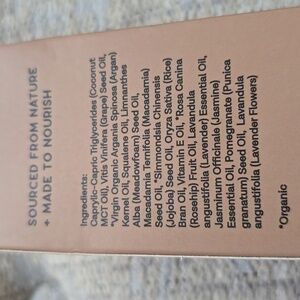 SOURCED FROM NATURE
+ MADE TO NOURISH
Ingredients:
Caprylic-Capric Triglycerides (Coconut
MCT Oil), Vitis Vinifera (Grape) Seed Oil,
*Virgin Organic Argania Spinosa (Argan)
Kernel Oil, Squalene Oil, Limnanthes
Alba (Meadowfoam) Seed Oil,
Macadamia Ternifolia (Macadamia)
Seed Oil, *Simmondsia Chinensis
(Jojoba) Seed Oil, Oryza Sativa (Rice)
Bran Oil, Vitamin E Oil, *Rosa Canina
(Rosehip) Fruit Oil, Lavandula
angustifolia (Lavender) Essential Oil,
Jasminum Officinale (Jasmine)
Essential Oil, Pomegranate (Punica
granatum) Seed Oil, Lavandula
angustifolia (Lavender Flowers)
*Organic